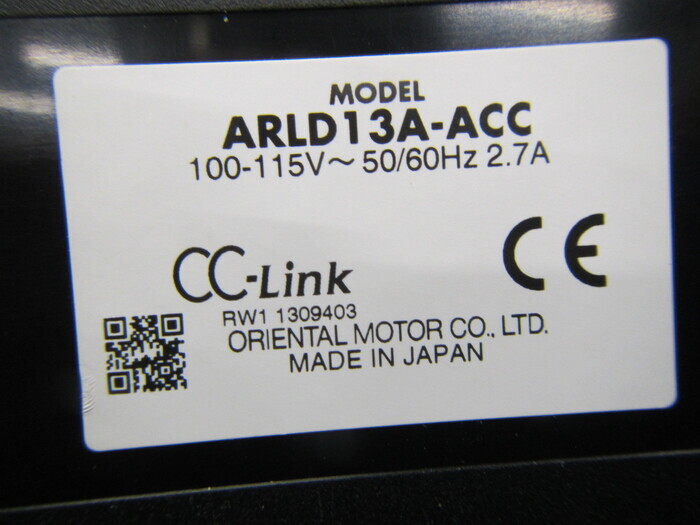 MODEL
ARLD13A-ACC
100-115V～ 50/60Hz 2.7A
CC-Link
CE
RW1 1309403
ORIENTAL MOTOR CO., LTD.
MADE IN JAPAN